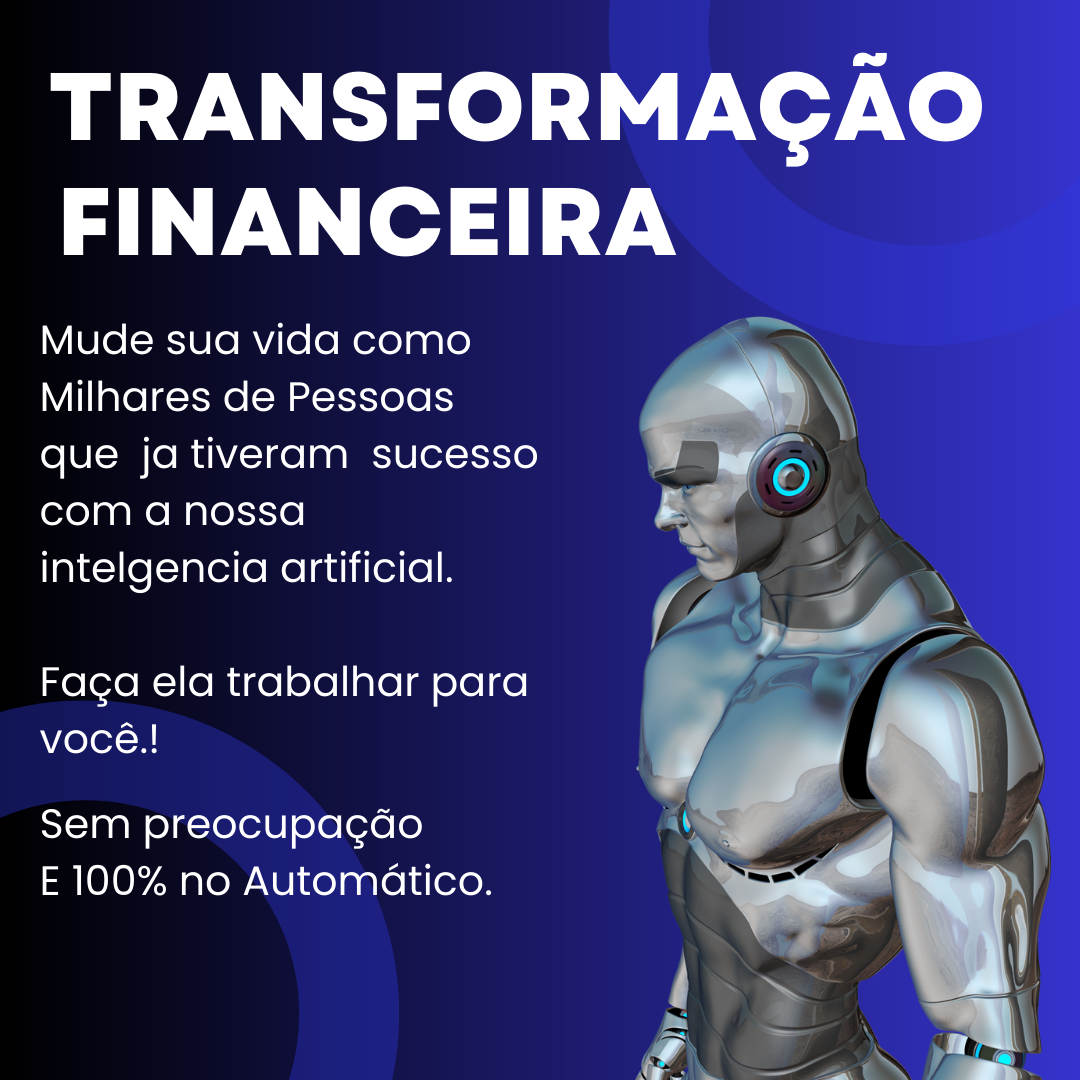 TRANSFORMAÇÃO
FINANCEIRA
Mude sua vida como
Milhares de Pessoas
que ja tiveram sucesso
com a nossa
intelgencia artificial.
Faça ela trabalhar para
você.!
Sem preocupação
E 100% no Automático.